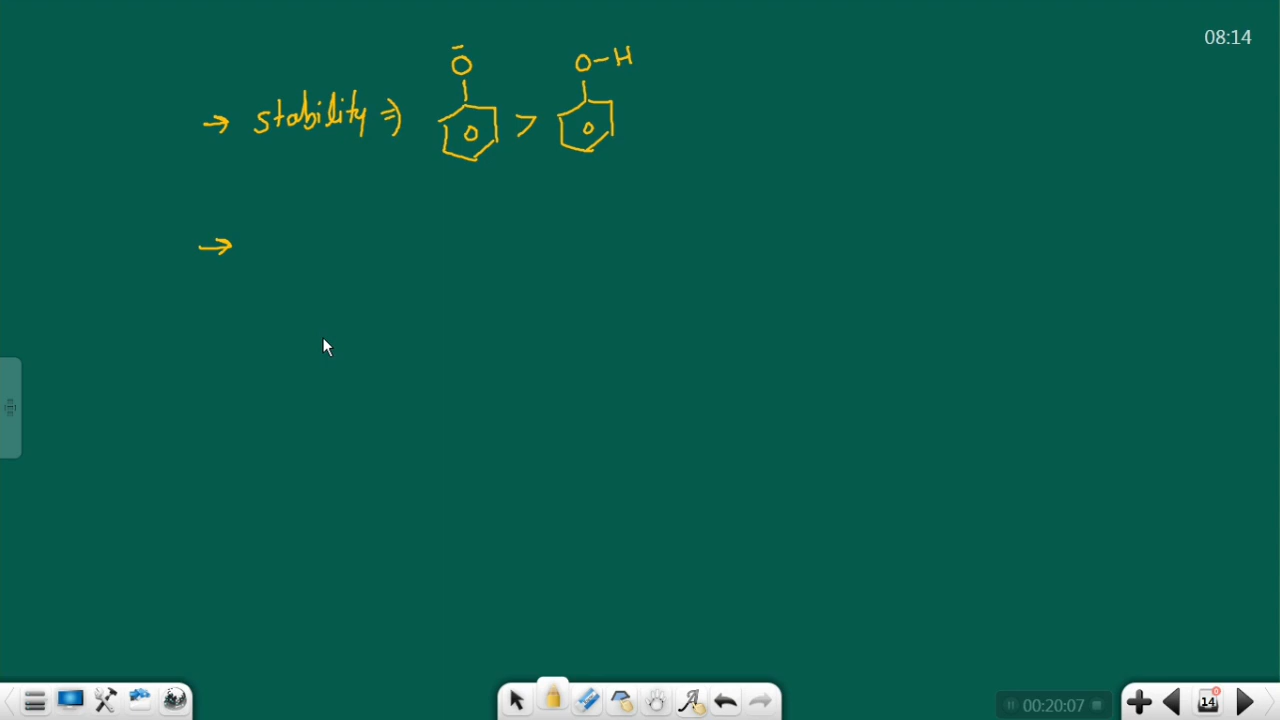 08:14
O⁻ O-H
→ stability ⇒ >
→
00:20:07
14